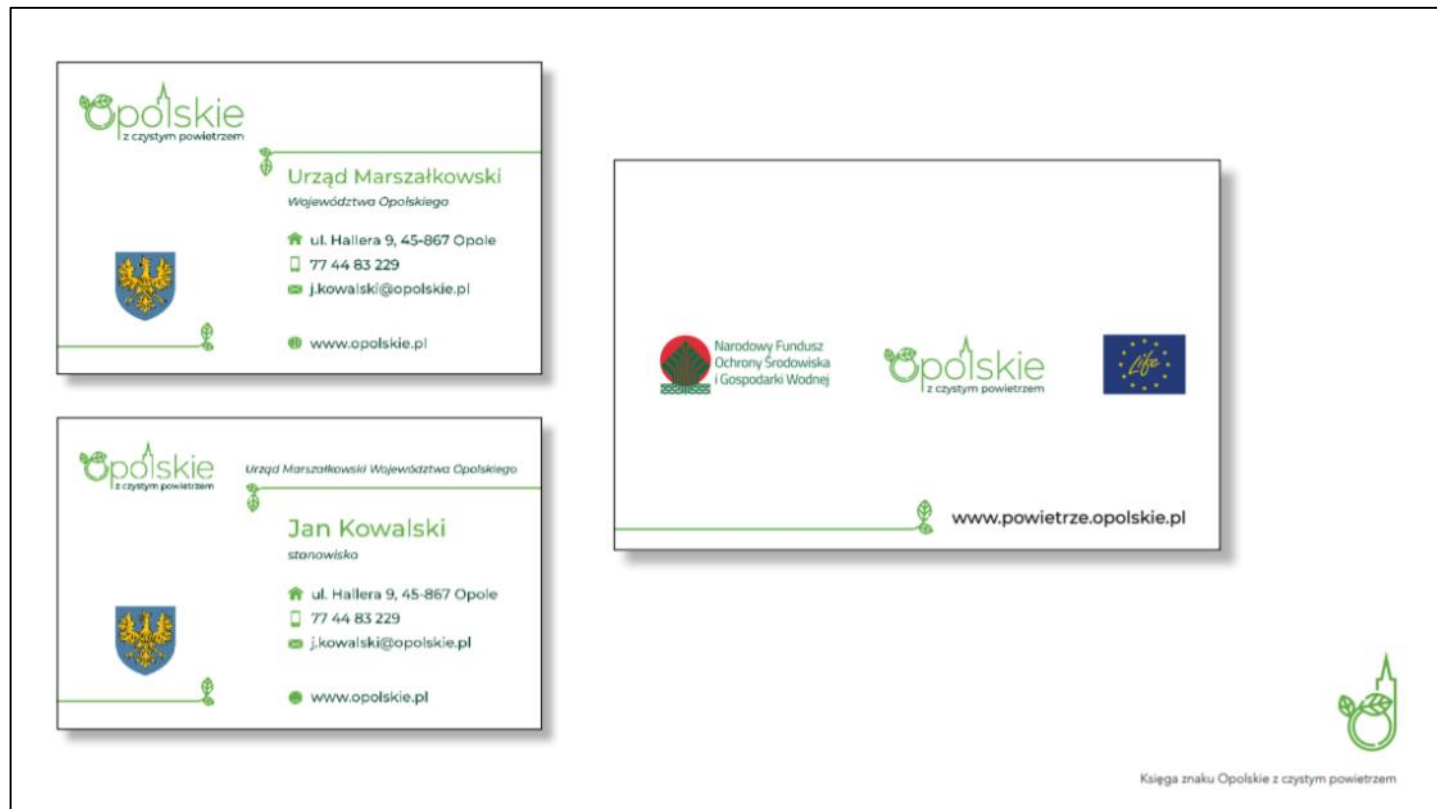 Opolskie
z czystym powietrzem
Urząd Marszałkowski
Województwa Opolskiego
ul. Hallera 9, 45-867 Opole
77 44 83 229
j.kowalski@opolskie.pl
www.opolskie.pl
Opolskie
z czystym powietrzem
Urząd Marszałkowski Województwa Opolskiego
Jan Kowalski
stanowisko
ul. Hallera 9, 45-867 Opole
77 44 83 229
j.kowalski@opolskie.pl
www.opolskie.pl
Narodowy Fundusz
Ochrony Środowiska
i Gospodarki Wodnej
Opolskie
z czystym powietrzem
Life
www.powietrze.opolskie.pl
Księga znaku Opolskie z czystym powietrzem